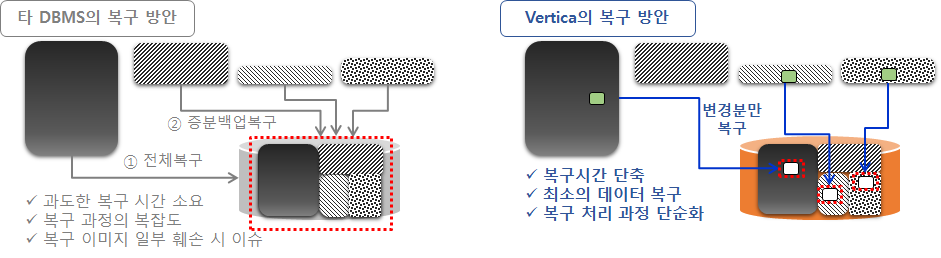 타 DBMS의 복구 방안
② 증분백업복구
① 전체복구
✓ 과도한 복구 시간 소요
✓ 복구 과정의 복잡도
✓ 복구 이미지 일부 훼손 시 이슈
Vertica의 복구 방안
변경분만
복구
✓ 복구시간 단축
✓ 최소의 데이터 복구
✓ 복구 처리 과정 단순화